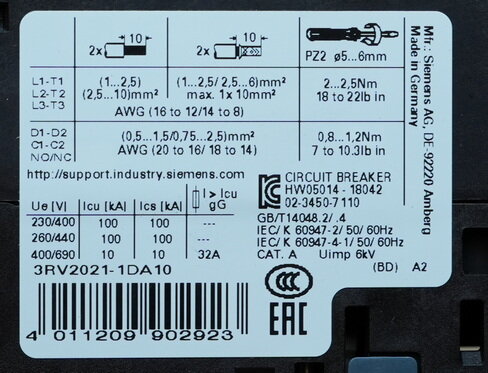 10 10
2x 2x PZ2 ø5...6mm
L1-T1 (1...2,5) (1...2,5/2,5...6)mm² 2...2,5Nm
L2-T2 (2,5...10)mm² max. 1x 10mm² 18 to 22lb in
L3-T3 AWG (16 to 12/14 to 8)
D1-D2 (0,5...1,5/0,75...2,5)mm² 0,8...1,2Nm
C1-C2 AWG (20 to 16/ 18 to 14) 7 to 10.3lb in
NO/NC
http://support.industry.siemens.com
Ue [V] Icu [kA] Ics [kA] I > Icu gG
230/400 100 100 -
260/440 100 100 -
400/690 10 10 32A
3RV2021-1DA10
4 011209 902923
CIRCUIT BREAKER
HW05014-18042
02-3450-7110
GB/T14048.2/.4
IEC/K 60947-2/ 50/ 60Hz
IEC/K 60947-4-1/ 50/ 60Hz
CAT. A Uimp 6kV
(BD) A2
CCC
EAC
Mfr.: Siemens AG, DE-92220 Amberg
Made in Germany